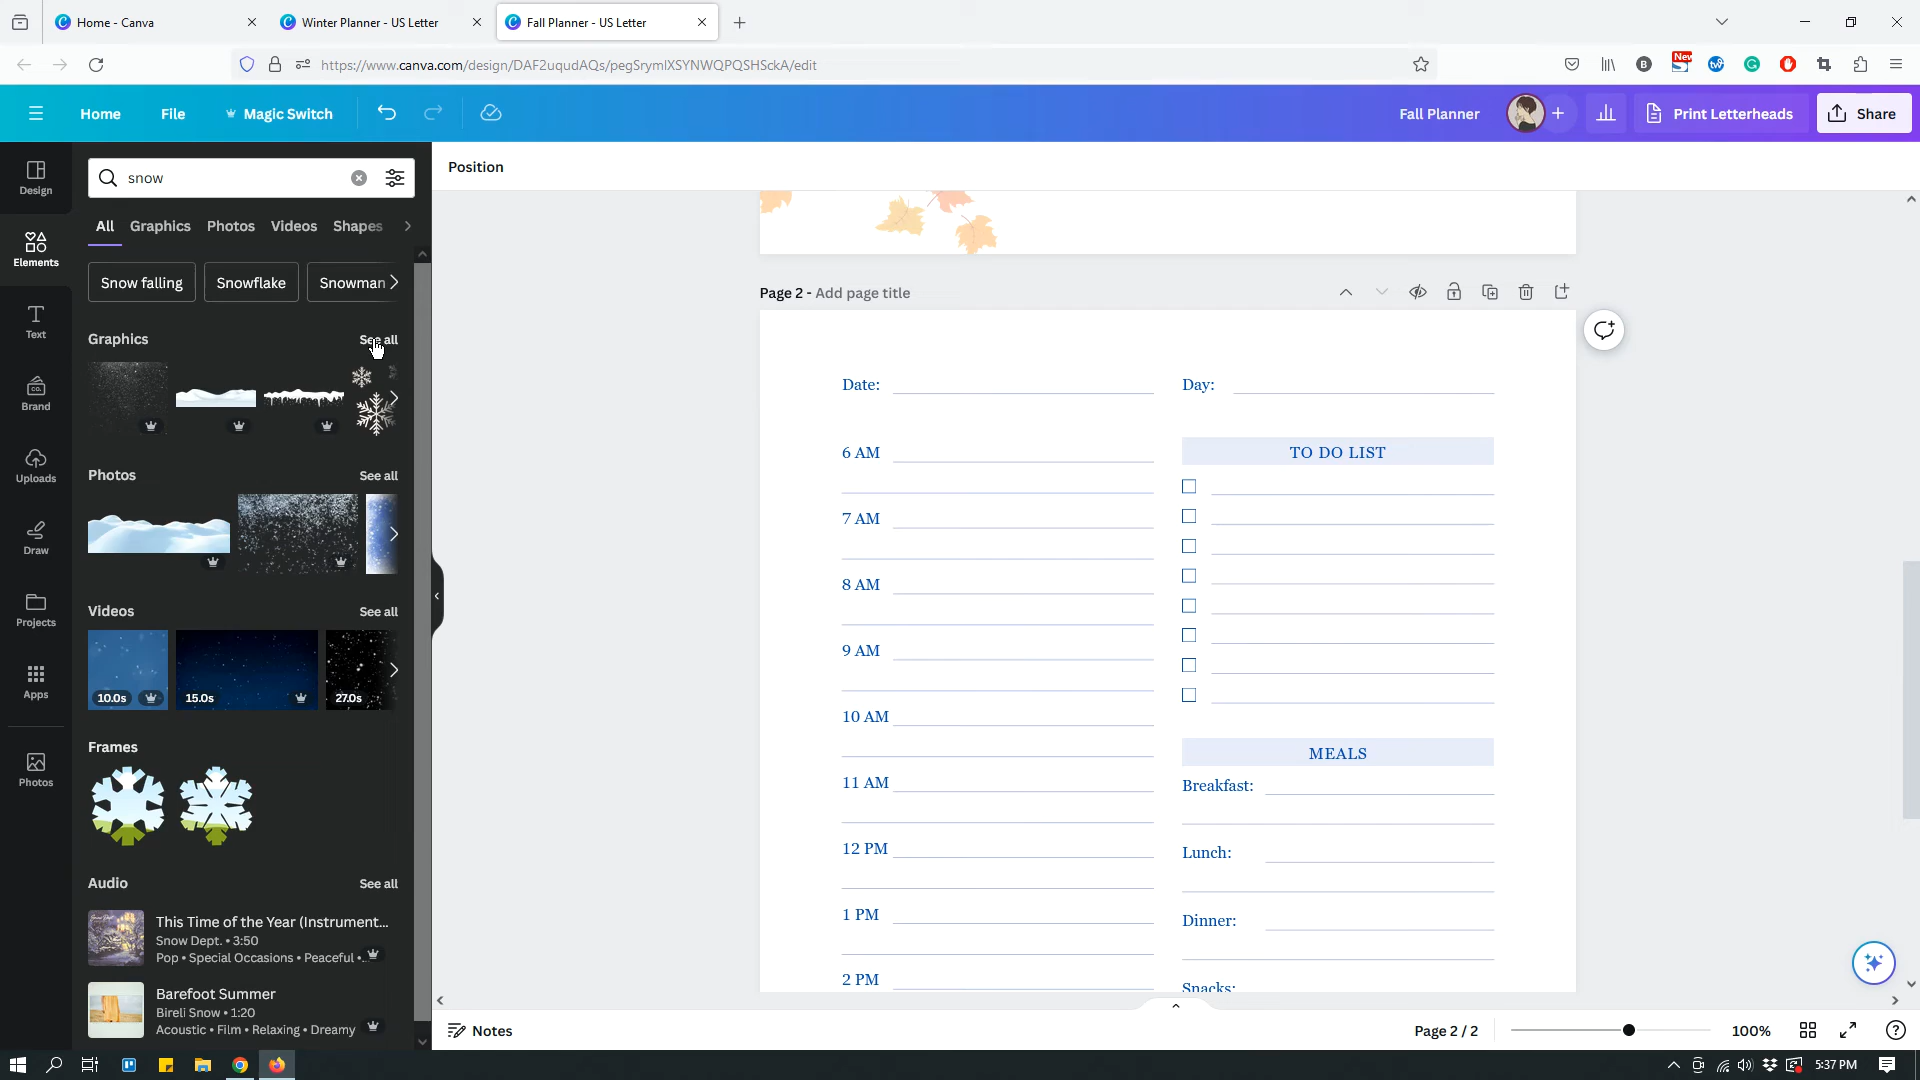 Home - Canva
Winter Planner - US Letter
Fall Planner - US Letter
https://www.canva.com/design/DAF2uqudAQs/pegSrymIXSYNWQPQSHSckA/edit
New
Home
File
Magic Switch
Fall Planner
Print Letterheads
Share
Design
Elements
Text
Brand
Uploads
Draw
Projects
Apps
Photos
snow
All
Graphics
Photos
Videos
Shapes
Snow falling
Snowflake
Snowman
Graphics
See all
Photos
See all
Videos
See all
10.0s
15.0s
27.0s
Frames
Audio
See all
This Time of the Year (Instrument...
Snow Dept. • 3:50
Pop • Special Occasions • Peaceful •
Barefoot Summer
Bireli Snow • 1:20
Acoustic • Film • Relaxing • Dreamy
Position
Page 2 - Add page title
Date:
Day:
6 AM
7 AM
8 AM
9 AM
10 AM
11 AM
12 PM
1 PM
2 PM
TO DO LIST
MEALS
Breakfast:
Lunch:
Dinner:
Snacks:
Notes
Page 2 / 2
100%
5:37 PM